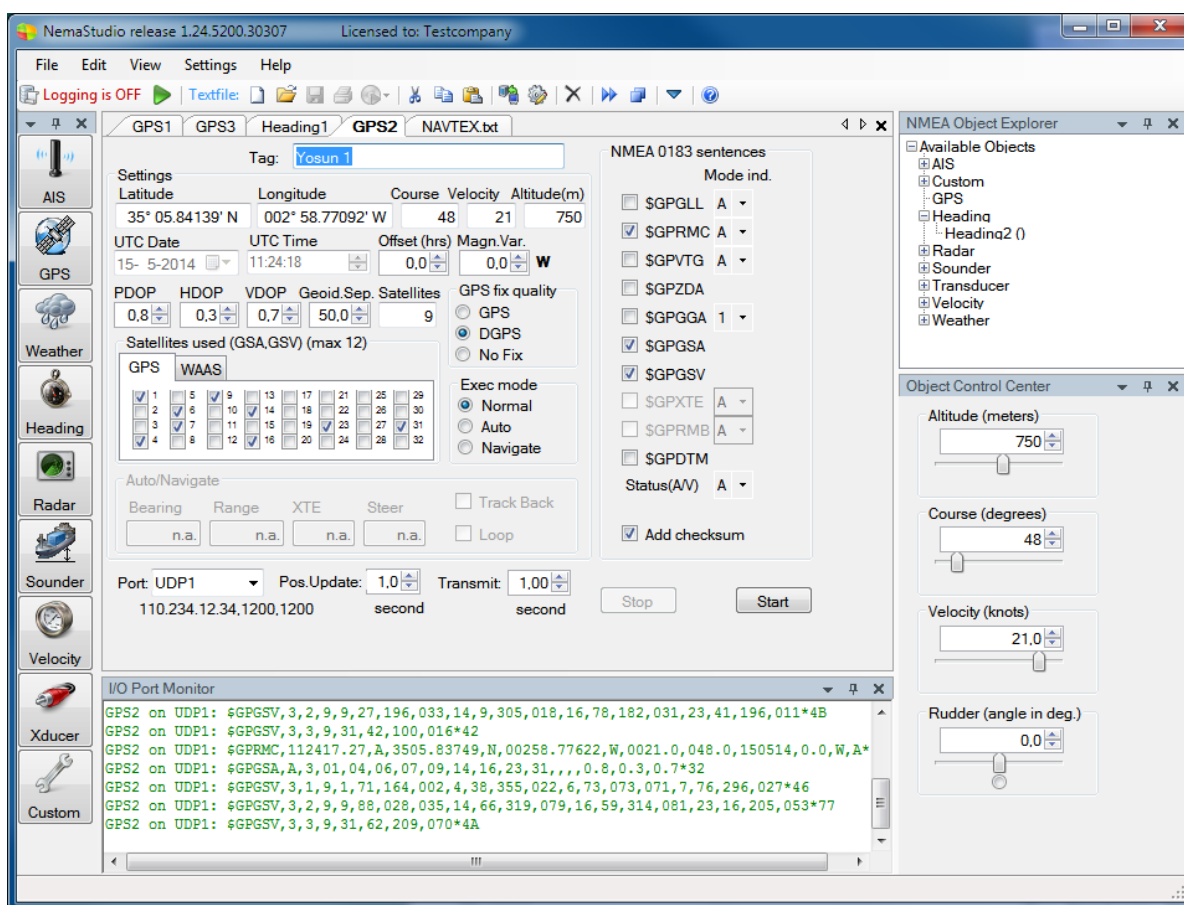 NemaStudio release 1.24.5200.30307 Licensed to: Testcompany
File Edit View Settings Help
Logging is OFF Textfile:
AIS
GPS
Weather
Heading
Radar
Sounder
Velocity
Xducer
Custom
GPS1 GPS3 Heading1 GPS2 NAVTEX.txt
Tag: Yosun 1
Settings
Latitude Longitude Course Velocity Altitude(m)
35° 05.84139' N 002° 58.77092' W 48 21 750
UTC Date UTC Time Offset (hrs) Magn.Var.
15- 5-2014 11:24:18 0,0 0,0 W
PDOP HDOP VDOP Geoid.Sep. Satellites
0,8 0,3 0,7 50,0 9
GPS fix quality
GPS
DGPS
No Fix
Satellites used (GSA,GSV) (max 12)
GPS WAAS
1 5 9 13 17 21 25 29
2 6 10 14 18 22 26 30
3 7 11 15 19 23 27 31
4 8 12 16 20 24 28 32
Exec mode
Normal
Auto
Navigate
Auto/Navigate
Bearing Range XTE Steer
n.a. n.a. n.a. n.a.
Track Back
Loop
NMEA 0183 sentences
Mode ind.
$GPGLL A
$GPRMC A
$GPVTG A
$GPZDA
$GPGGA 1
$GPGSA
$GPGSV
$GPXTE A
$GPRMB A
$GPDTM
Status(A/V) A
Add checksum
Port: UDP1 Pos.Update: 1,0 Transmit: 1,00
110.234.12.34,1200,1200 second second
Stop Start
I/O Port Monitor
GPS2 on UDP1: $GPGSV,3,2,9,9,27,196,033,14,9,305,018,16,78,182,031,23,41,196,011*4B
GPS2 on UDP1: $GPGSV,3,3,9,31,42,100,016*42
GPS2 on UDP1: $GPRMC,112417.27,A,3505.83749,N,00258.77622,W,0021.0,048.0,150514,0.0,W,A*
GPS2 on UDP1: $GPGSA,A,3,01,04,06,07,09,14,16,23,31,,,,0.8,0.3,0.7*32
GPS2 on UDP1: $GPGSV,3,1,9,1,71,164,002,4,38,355,022,6,73,073,071,7,76,296,027*46
GPS2 on UDP1: $GPGSV,3,2,9,9,88,028,035,14,66,319,079,16,59,314,081,23,16,205,053*77
GPS2 on UDP1: $GPGSV,3,3,9,31,62,209,070*4A
NMEA Object Explorer
Available Objects
AIS
Custom
GPS
Heading
Heading2 ()
Radar
Sounder
Transducer
Velocity
Weather
Object Control Center
Altitude (meters)
750
Course (degrees)
48
Velocity (knots)
21,0
Rudder (angle in deg.)
0,0